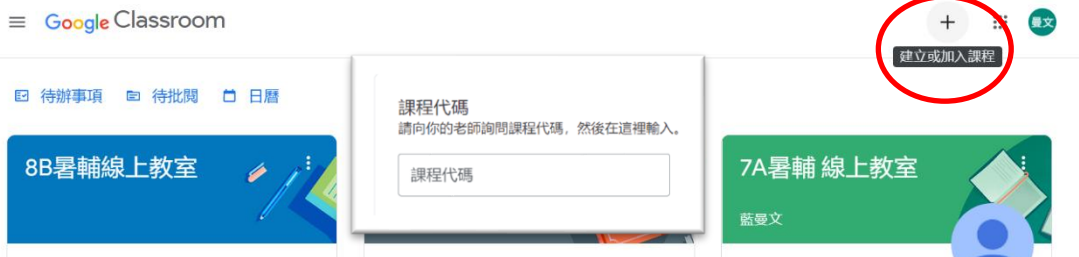 Google Classroom
曼文
建立或加入課程
待辦事項 待批閱 日曆
課程代碼
請向你的老師詢問課程代碼，然後在這裡輸入。
課程代碼
8B暑輔線上教室
7A暑輔 線上教室
藍曼文